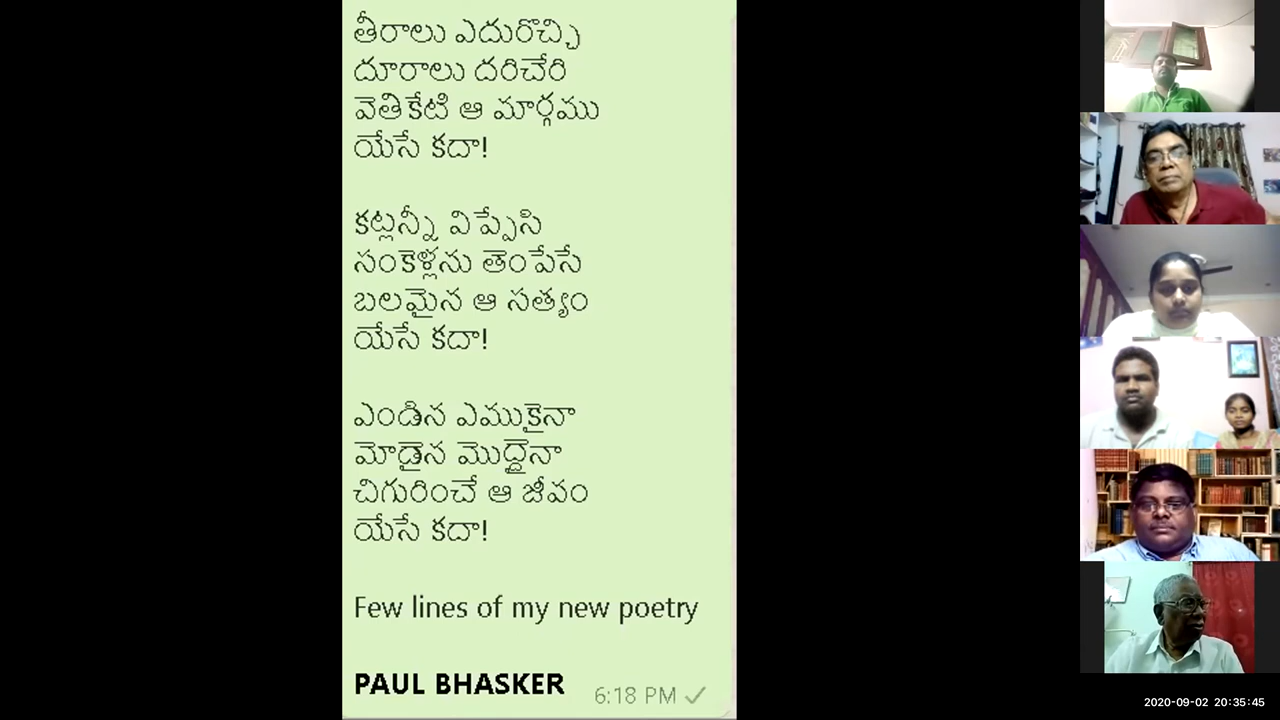 తీరాలు ఎదురొచ్చి
దూరాలు దరిచేరి
వెతికేటి ఆ మార్గము
యేసే కదా!
కట్లన్నీ విప్పేసి
సంకెళ్లను తెంపేసే
బలమైన ఆ సత్యం
యేసే కదా!
ఎండిన ఎముకైనా
మోడైన మొద్దైనా
చిగురించే ఆ జీవం
యేసే కదా!
Few lines of my new poetry
PAUL BHASKER
6:18 PM
2020-09-02 20:35:45